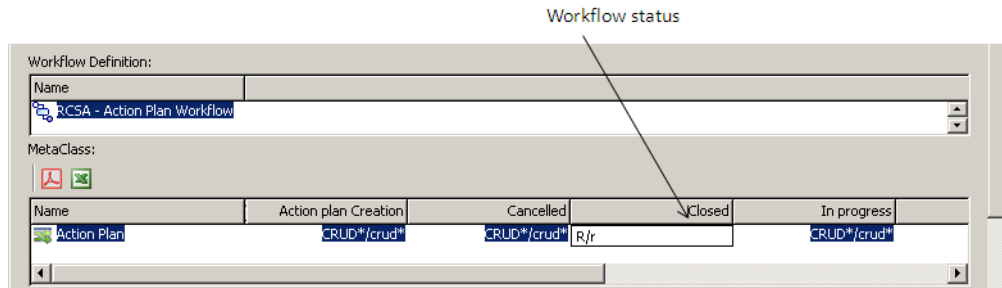 Workflow status
Workflow Definition:
Name
RCSA - Action Plan Workflow
MetaClass:
Name Action plan Creation Cancelled Closed In progress
Action Plan CRUD*/crud* CRUD*/crud* R/r CRUD*/crud*